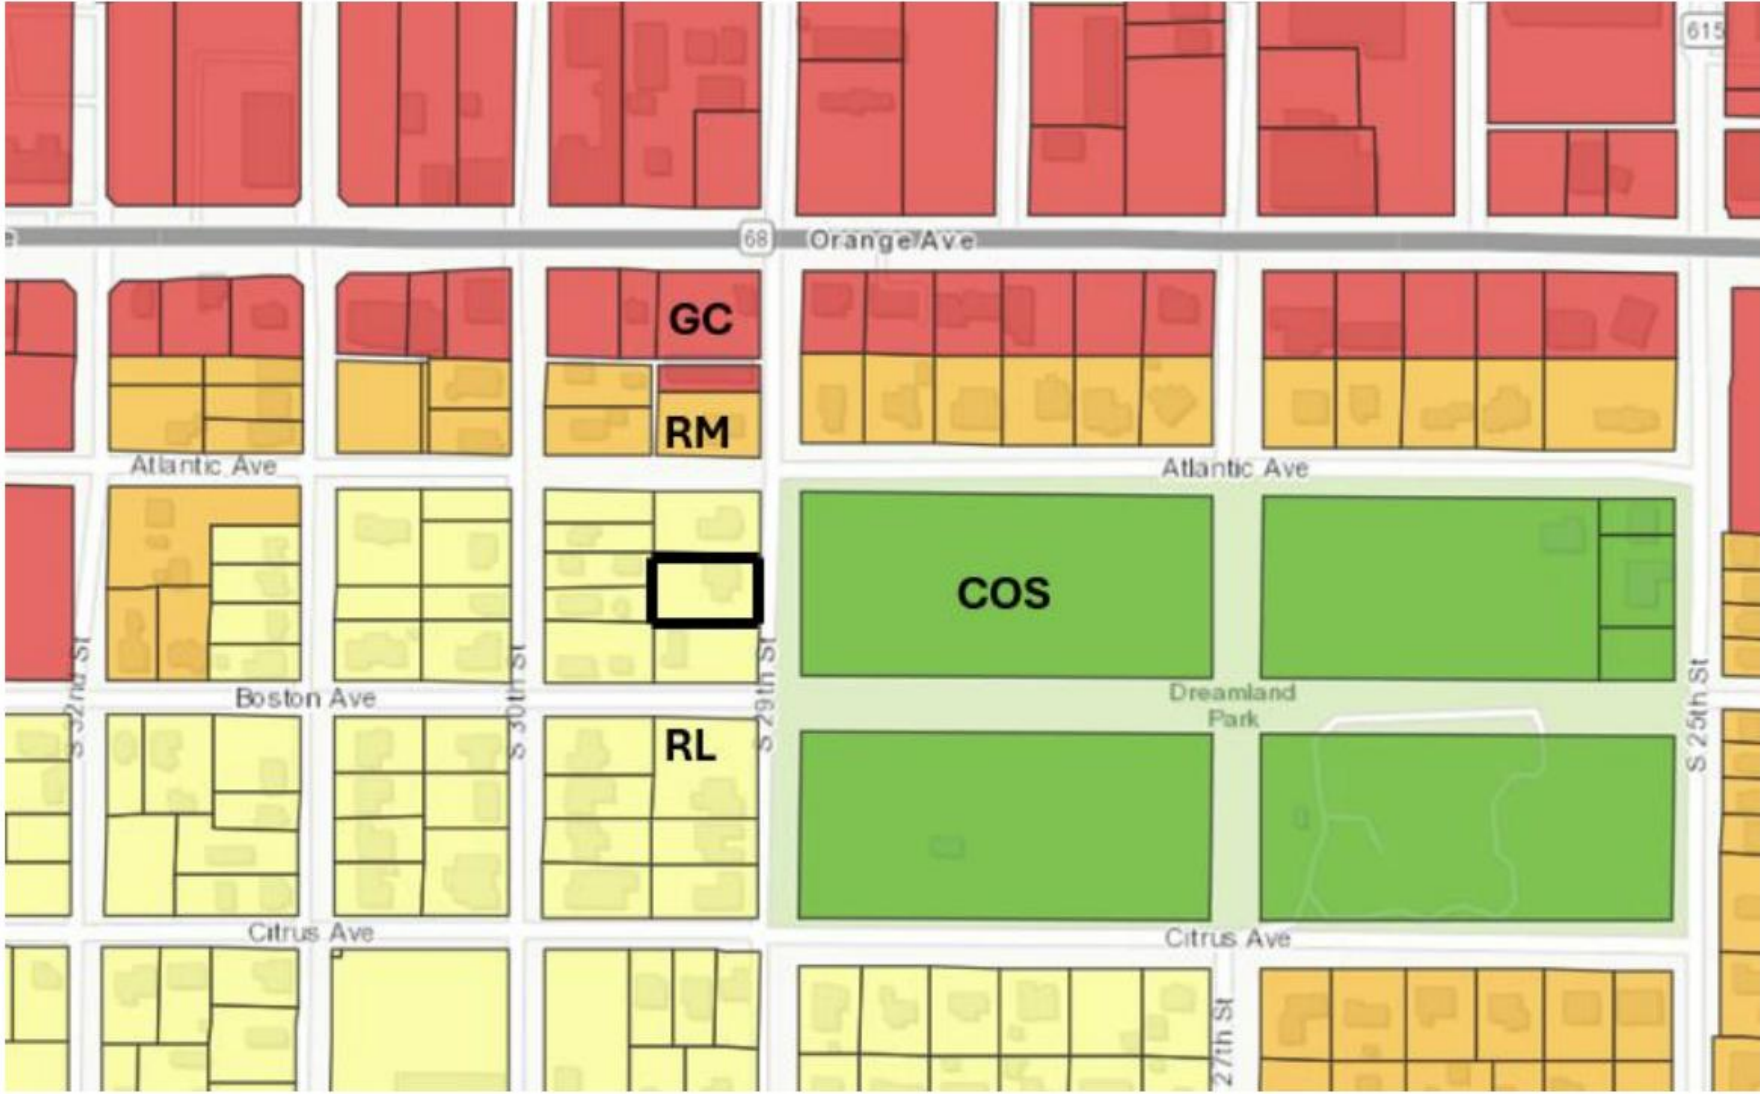 615
e
68
Orange Ave
GC
RM
Atlantic Ave
Atlantic Ave
COS
S 32nd St
S 30th St
S 29th St
S 25th St
Boston Ave
Dreamland
Park
RL
Citrus Ave
Citrus Ave
27th St